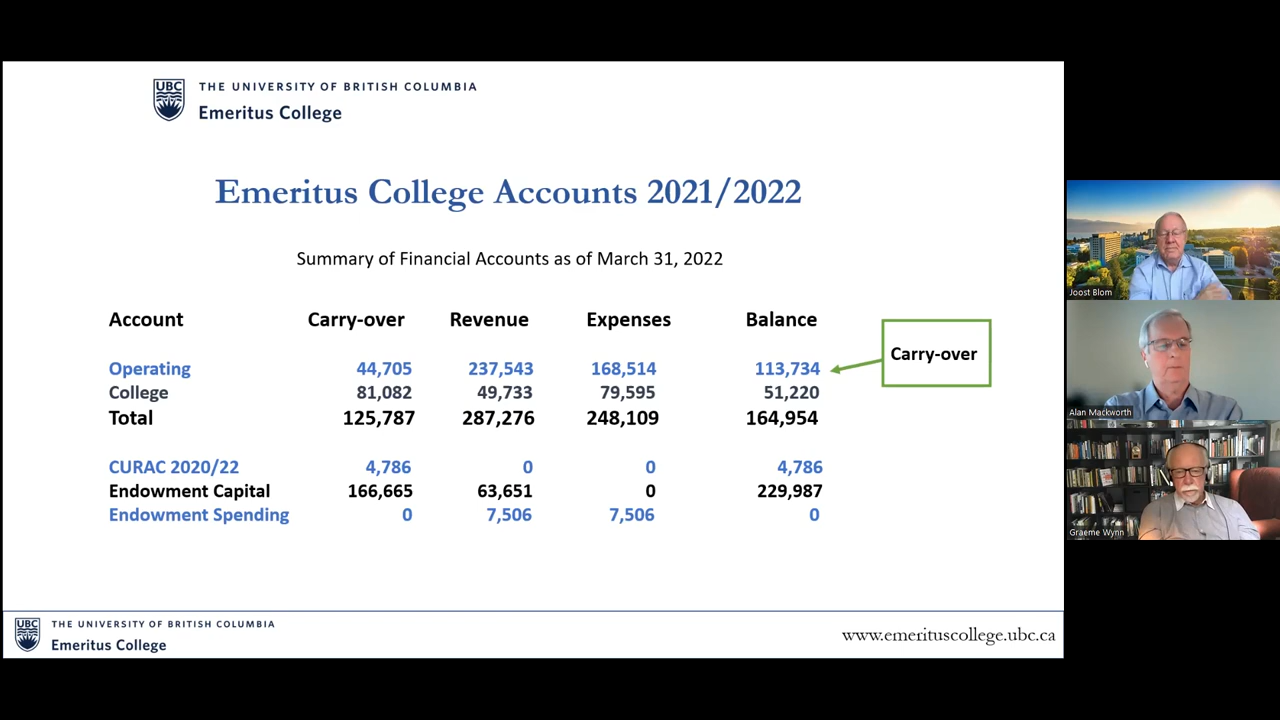 UBC
THE UNIVERSITY OF BRITISH COLUMBIA
Emeritus College
Emeritus College Accounts 2021/2022
Summary of Financial Accounts as of March 31, 2022
Account Carry-over Revenue Expenses Balance
Operating 44,705 237,543 168,514 113,734
Carry-over
College 81,082 49,733 79,595 51,220
Total 125,787 287,276 248,109 164,954
CURAC 2020/22 4,786 0 0 4,786
Endowment Capital 166,665 63,651 0 229,987
Endowment Spending 0 7,506 7,506 0
UBC
THE UNIVERSITY OF BRITISH COLUMBIA
Emeritus College
www.emerituscollege.ubc.ca
Joost Blom
Alan Mackworth
Graeme Wynn